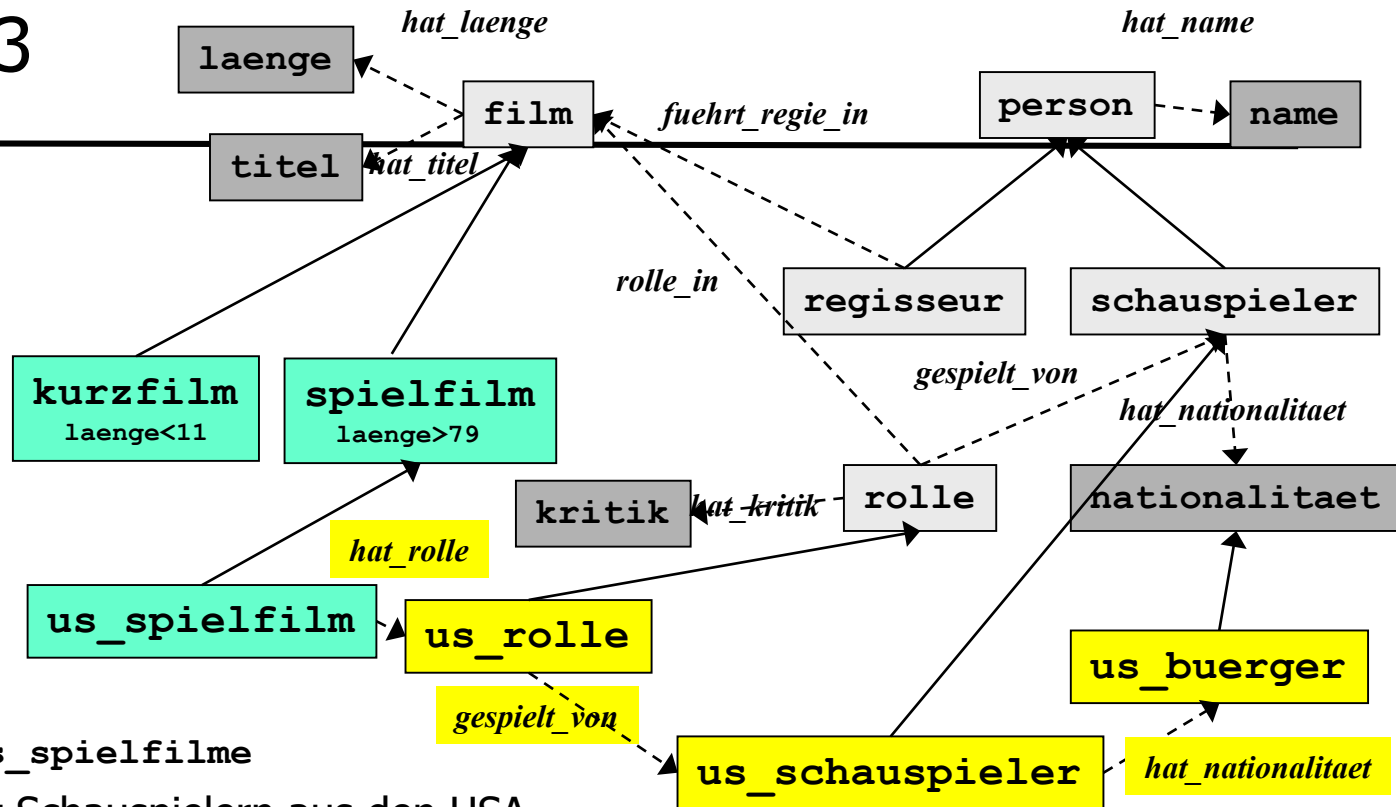 3
hat_laenge
hat_name
laenge
film
fuehrt_regie_in
person
name
titel
hat_titel
rolle_in
regisseur
schauspieler
kurzfilm
laenge<11
spielfilm
laenge>79
gespielt_von
hat_nationalitaet
kritik
hat_kritik
rolle
nationalitaet
hat_rolle
us_spielfilm
us_rolle
us_buerger
gespielt_von
us_schauspieler
hat_nationalitaet
s_spielfilme
Schauspielern aus den USA